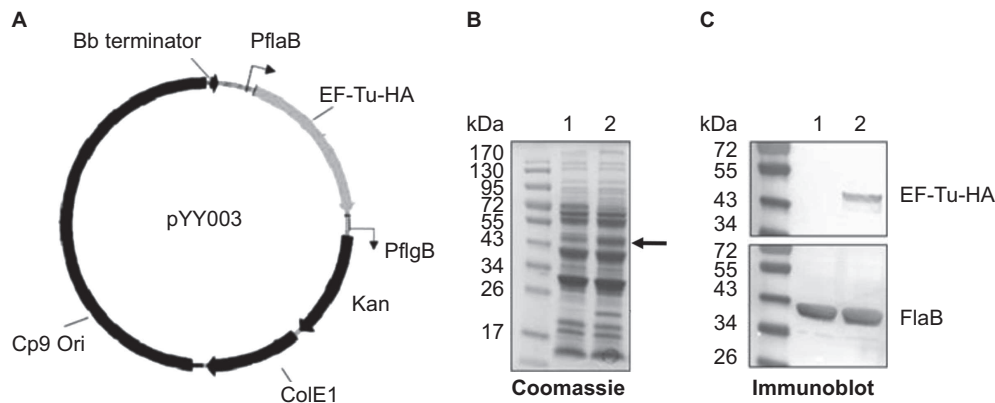 A
Bb terminator
PflaB
EF-Tu-HA
pYY003
PflgB
Kan
Cp9 Ori
ColE1
B
kDa 1 2
170
130
95
72
55
43
34
26
17
Coomassie
C
kDa 1 2
72
55
43
34
EF-Tu-HA
72
55
43
34
26
FlaB
Immunoblot